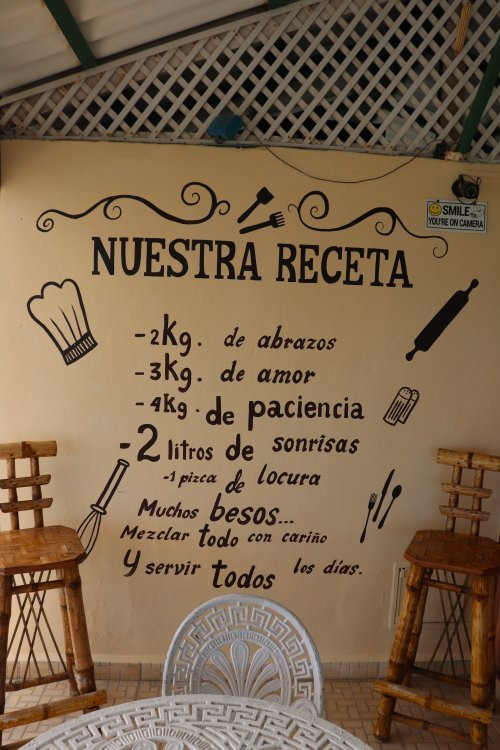 SMILE
YOU'RE ON CAMERA
NUESTRA RECETA
-2kg. de abrazos
-3kg. de amor
-4kg. de paciencia
-2 litros de sonrisas
-1 pizca de locura
Muchos besos...
Mezclar todo con cariño
Y servir todos los días.